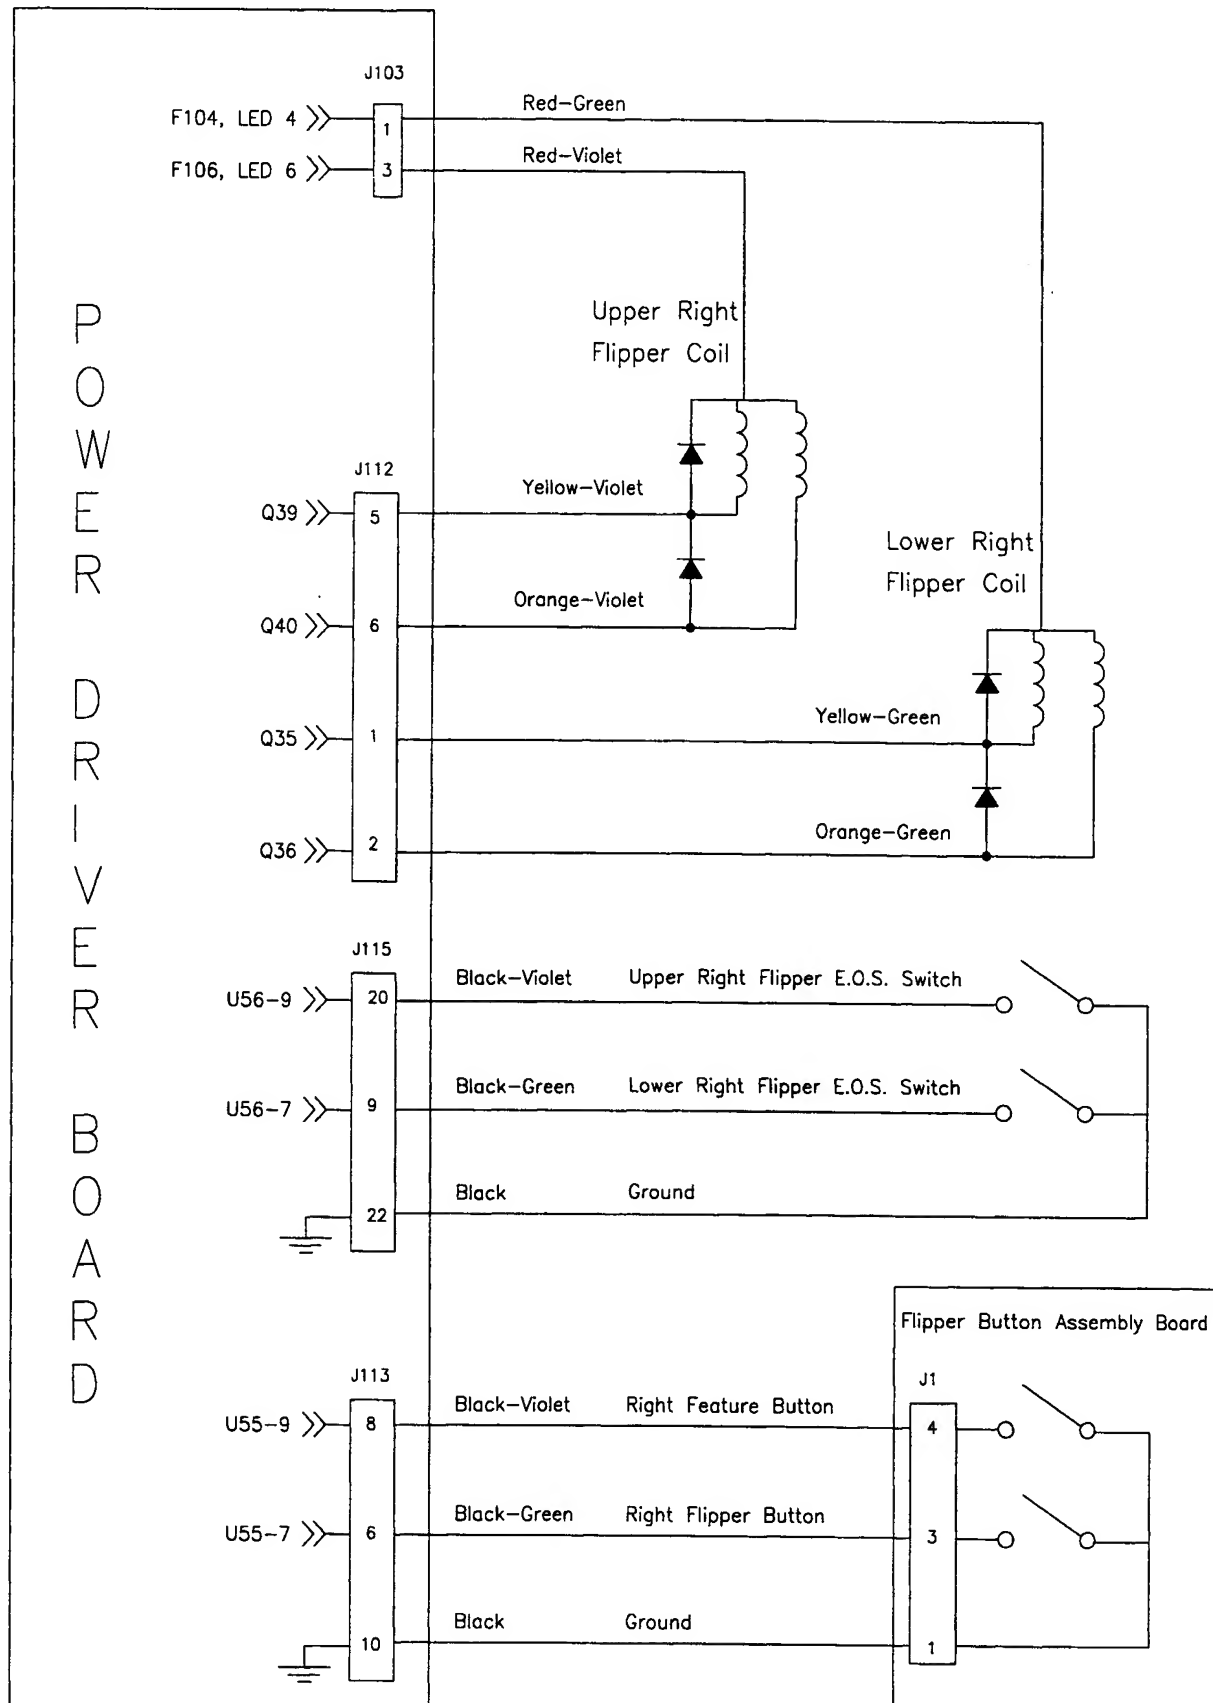 POWER DRIVER BOARD
J103
F104, LED 4
1
Red-Green
F106, LED 6
3
Red-Violet
Upper Right
Flipper Coil
J112
Q39
5
Yellow-Violet
Q40
6
Orange-Violet
Lower Right
Flipper Coil
Q35
1
Yellow-Green
Q36
2
Orange-Green
J115
U56-9
20
Black-Violet
Upper Right Flipper E.O.S. Switch
U56-7
9
Black-Green
Lower Right Flipper E.O.S. Switch
22
Black
Ground
Flipper Button Assembly Board
J113
J1
U55-9
8
Black-Violet
Right Feature Button
4
U55-7
6
Black-Green
Right Flipper Button
3
10
Black
Ground
1